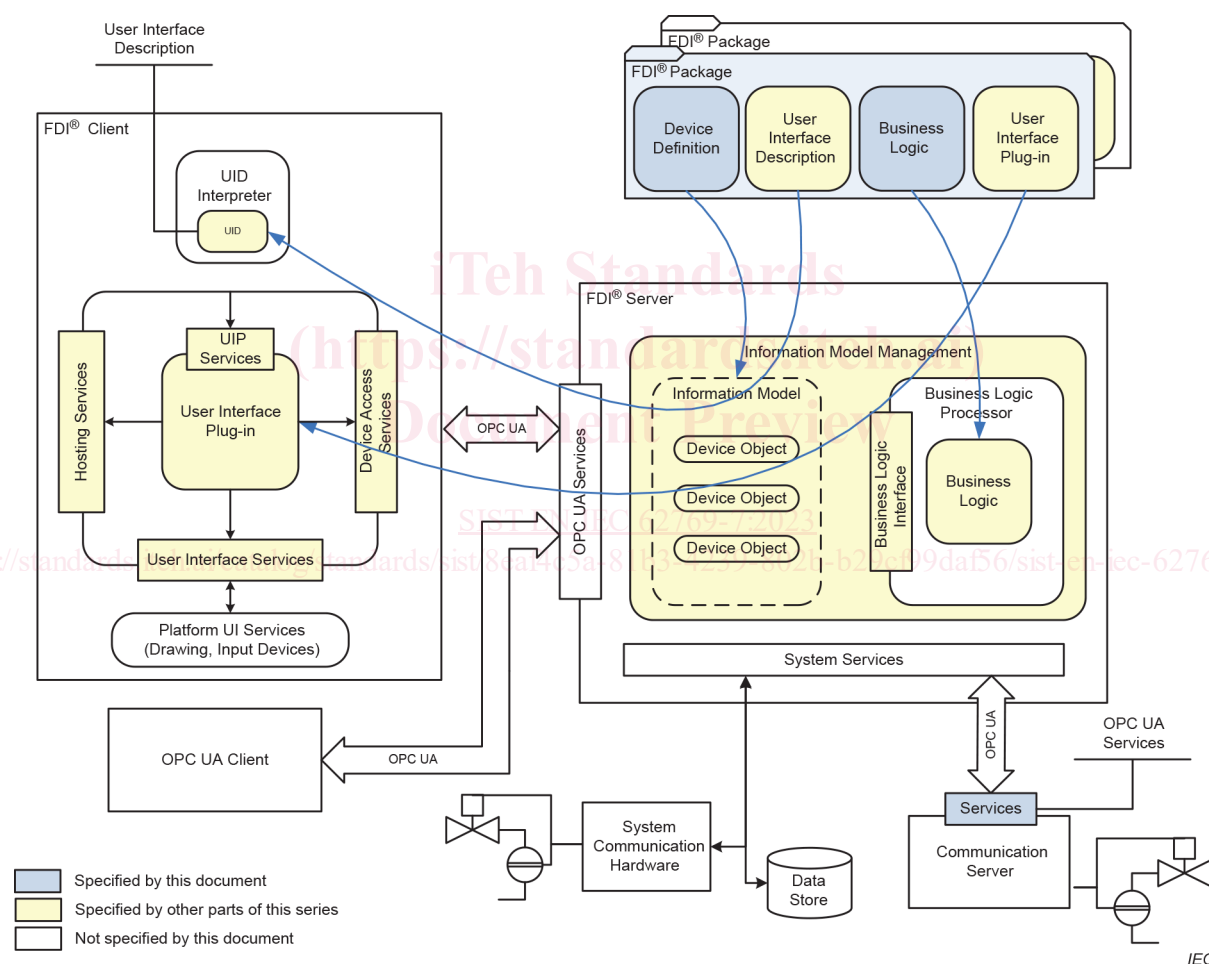 User Interface
Description
FDI® Package
FDI® Package
Device
Definition
User
Interface
Description
Business
Logic
User
Interface
Plug-in
FDI® Client
UID
Interpreter
UID
UIP
Services
Hosting Services
User Interface
Plug-in
Device Access
Services
User Interface Services
Platform UI Services
(Drawing, Input Devices)
OPC UA
OPC UA Services
FDI® Server
Information Model Management
Information Model
Device Object
Device Object
Device Object
Business Logic
Processor
Business Logic
Interface
Business
Logic
System Services
iTeh Standards
(https://standards.iteh.ai)
Document Preview
SIST EN IEC 62769-7:2023
OPC UA Client
OPC UA
OPC UA
OPC UA
Services
Services
Communication
Server
System
Communication
Hardware
Data
Store
Specified by this document
Specified by other parts of this series
Not specified by this document
IEC